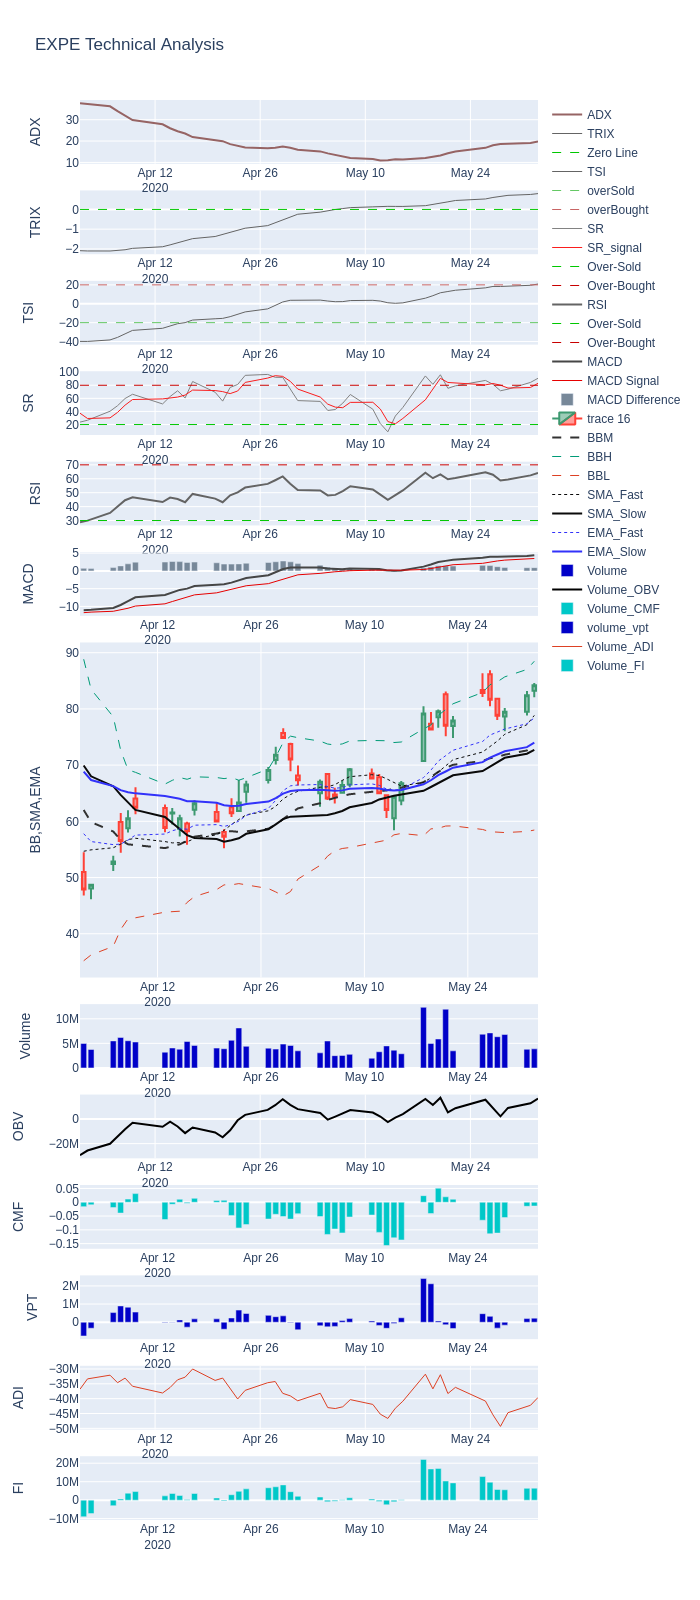 EXPE Technical Analysis
ADX
30
20
10
Apr 12
2020
Apr 26
May 10
May 24
TRIX
0
−1
−2
Apr 12
2020
Apr 26
May 10
May 24
TSI
20
0
−20
−40
Apr 12
2020
Apr 26
May 10
May 24
SR
100
80
60
40
20
Apr 12
2020
Apr 26
May 10
May 24
RSI
70
60
50
40
30
Apr 12
2020
Apr 26
May 10
May 24
MACD
5
0
−5
−10
Apr 12
2020
Apr 26
May 10
May 24
BB,SMA,EMA
90
80
70
60
50
40
Apr 12
2020
Apr 26
May 10
May 24
Volume
10M
5M
0
Apr 12
2020
Apr 26
May 10
May 24
OBV
0
−20M
Apr 12
2020
Apr 26
May 10
May 24
CMF
0.05
0
−0.05
−0.1
−0.15
Apr 12
2020
Apr 26
May 10
May 24
VPT
2M
1M
0
Apr 12
2020
Apr 26
May 10
May 24
ADI
−30M
−35M
−40M
−45M
−50M
Apr 12
2020
Apr 26
May 10
May 24
FI
20M
10M
0
−10M
Apr 12
2020
Apr 26
May 10
May 24
ADX
TRIX
Zero Line
TSI
overSold
overBought
SR
SR_signal
Over-Sold
Over-Bought
RSI
Over-Sold
Over-Bought
MACD
MACD Signal
MACD Difference
trace 16
BBM
BBH
BBL
SMA_Fast
SMA_Slow
EMA_Fast
EMA_Slow
Volume
Volume_OBV
Volume_CMF
volume_vpt
Volume_ADI
Volume_FI